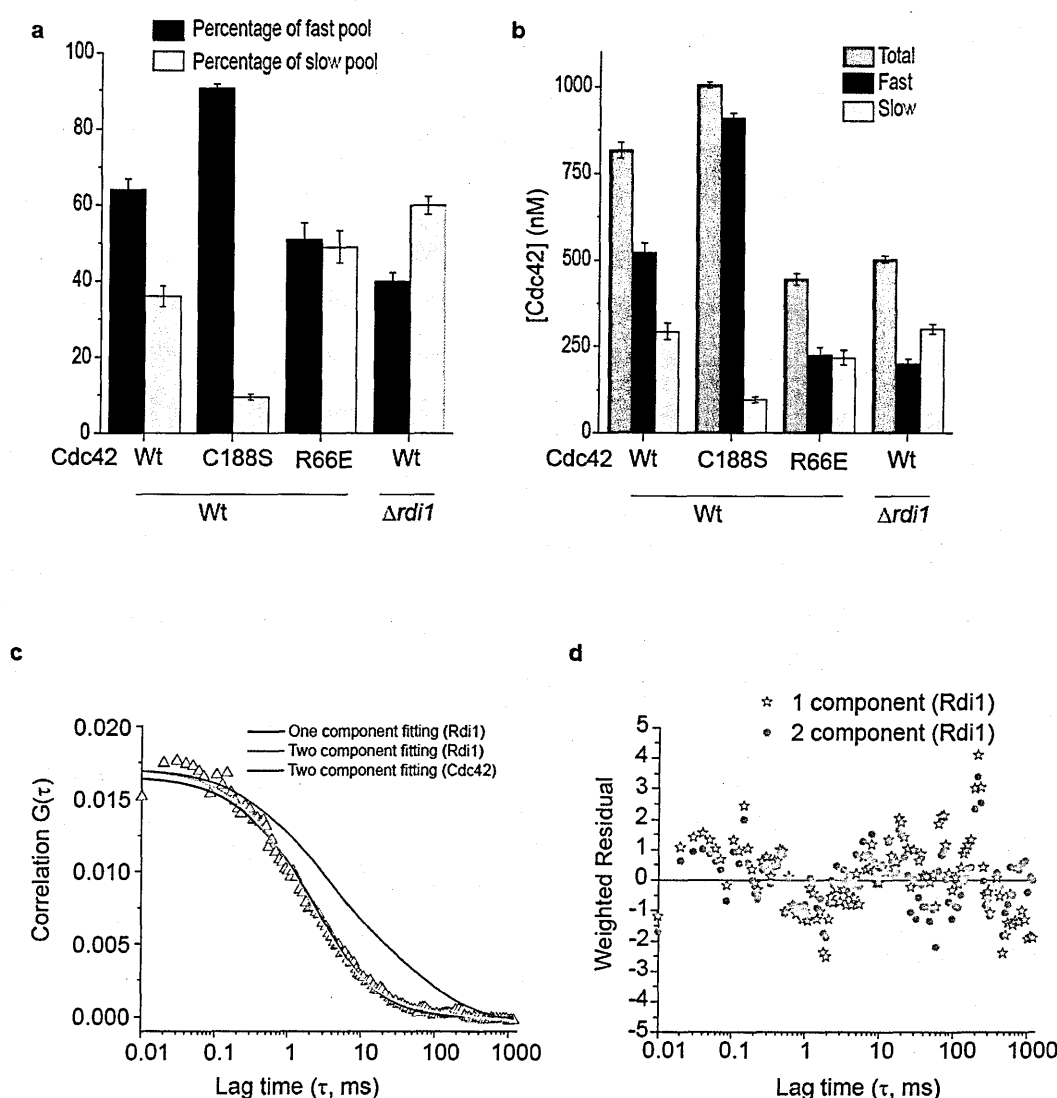 a
Percentage of fast pool
Percentage of slow pool
100
80
60
40
20
0
Cdc42 Wt C188S R66E Wt
Wt Δrdi1
b
Total
Fast
Slow
[Cdc42] (nM)
1000
750
500
250
0
Cdc42 Wt C188S R66E Wt
Wt Δrdi1
c
One component fitting (Rdi1)
Two component fitting (Rdi1)
Two component fitting (Cdc42)
Correlation G(τ)
0.020
0.015
0.010
0.005
0.000
0.01 0.1 1 10 100 1000
Lag time (τ, ms)
d
1 component (Rdi1)
2 component (Rdi1)
Weighted Residual
5
4
3
2
1
0
-1
-2
-3
-4
-5
0.01 0.1 1 10 100 1000
Lag time (τ, ms)